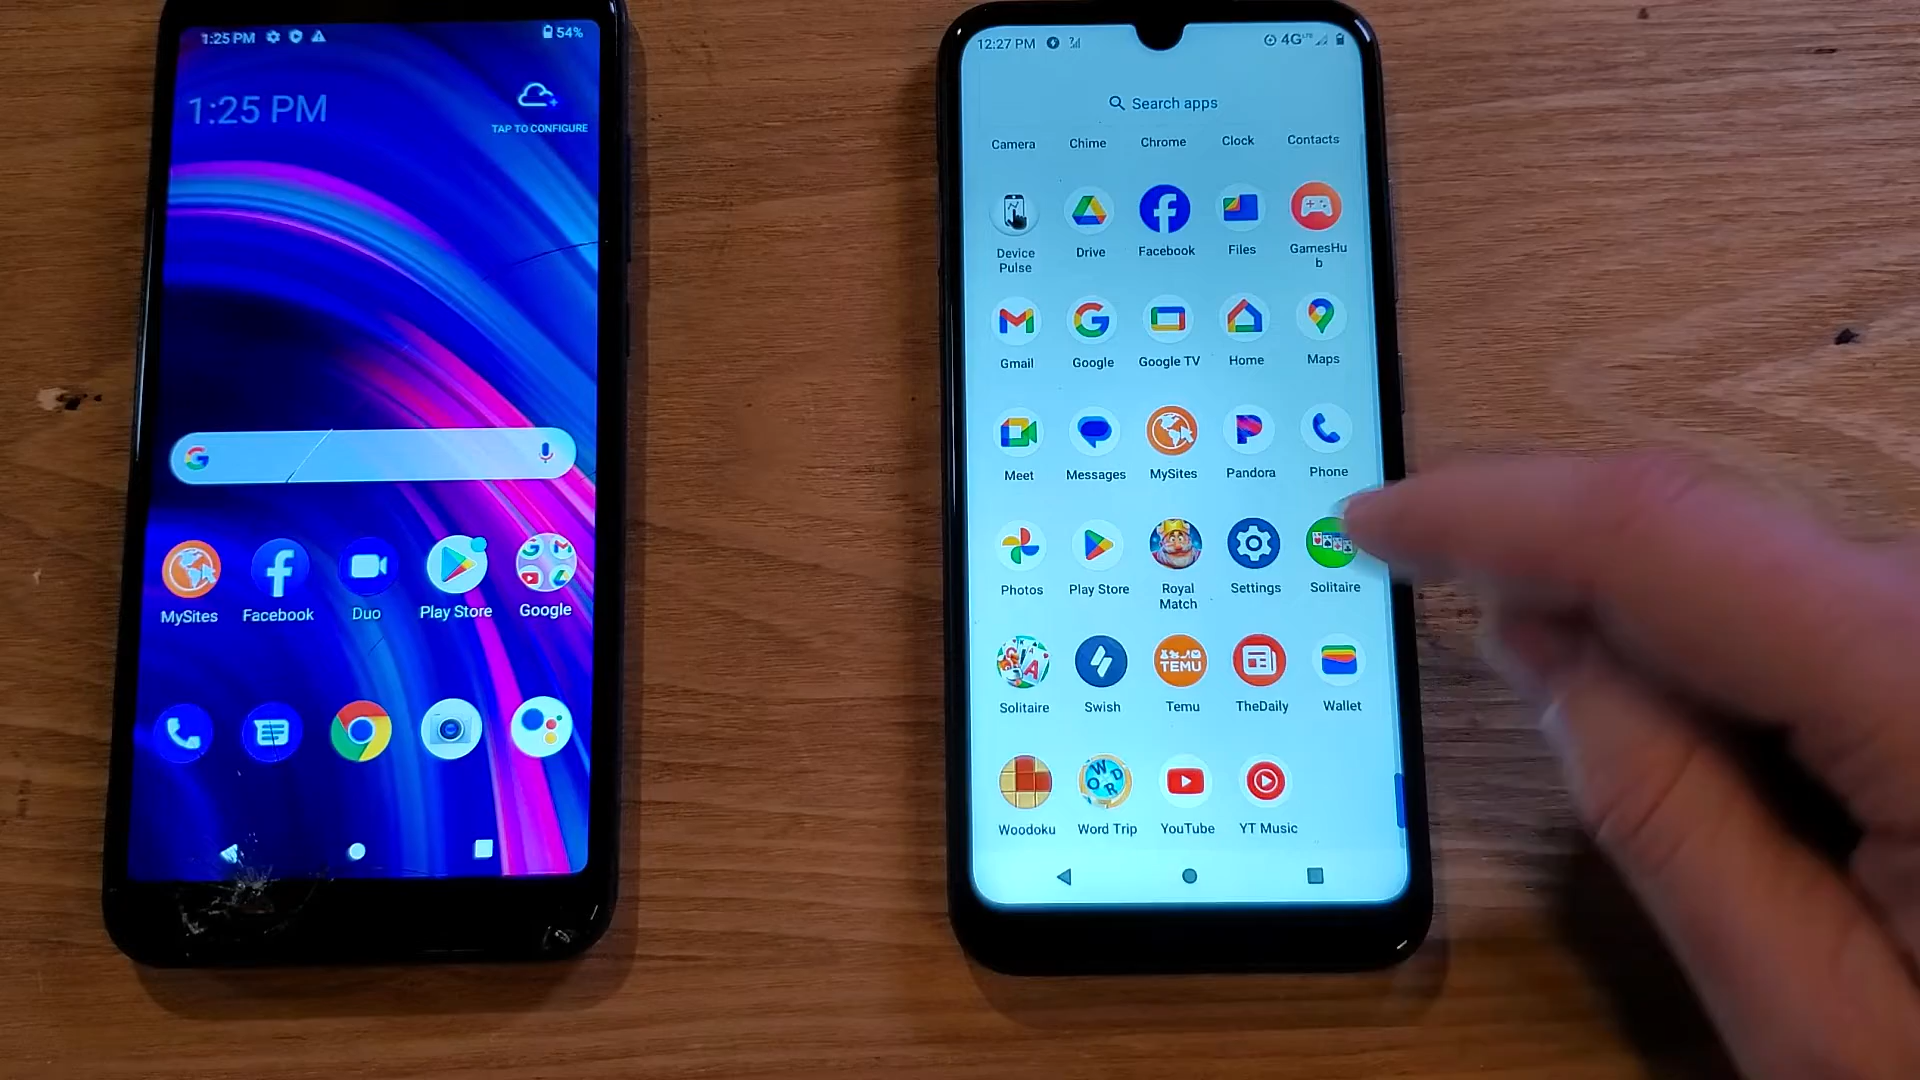 1:25 PM
54%
1:25 PM
TAP TO CONFIGURE
MySites
Facebook
Duo
Play Store
Google
12:27 PM
4G LTE
Search apps
Camera
Chime
Chrome
Clock
Contacts
Device
Pulse
Drive
Facebook
Files
GamesHu
b
Gmail
Google
Google TV
Home
Maps
Meet
Messages
MySites
Pandora
Phone
Photos
Play Store
Royal
Match
Settings
Solitaire
TEMU
Solitaire
Swish
Temu
TheDaily
Wallet
W
O
R
D
Woodoku
Word Trip
YouTube
YT Music